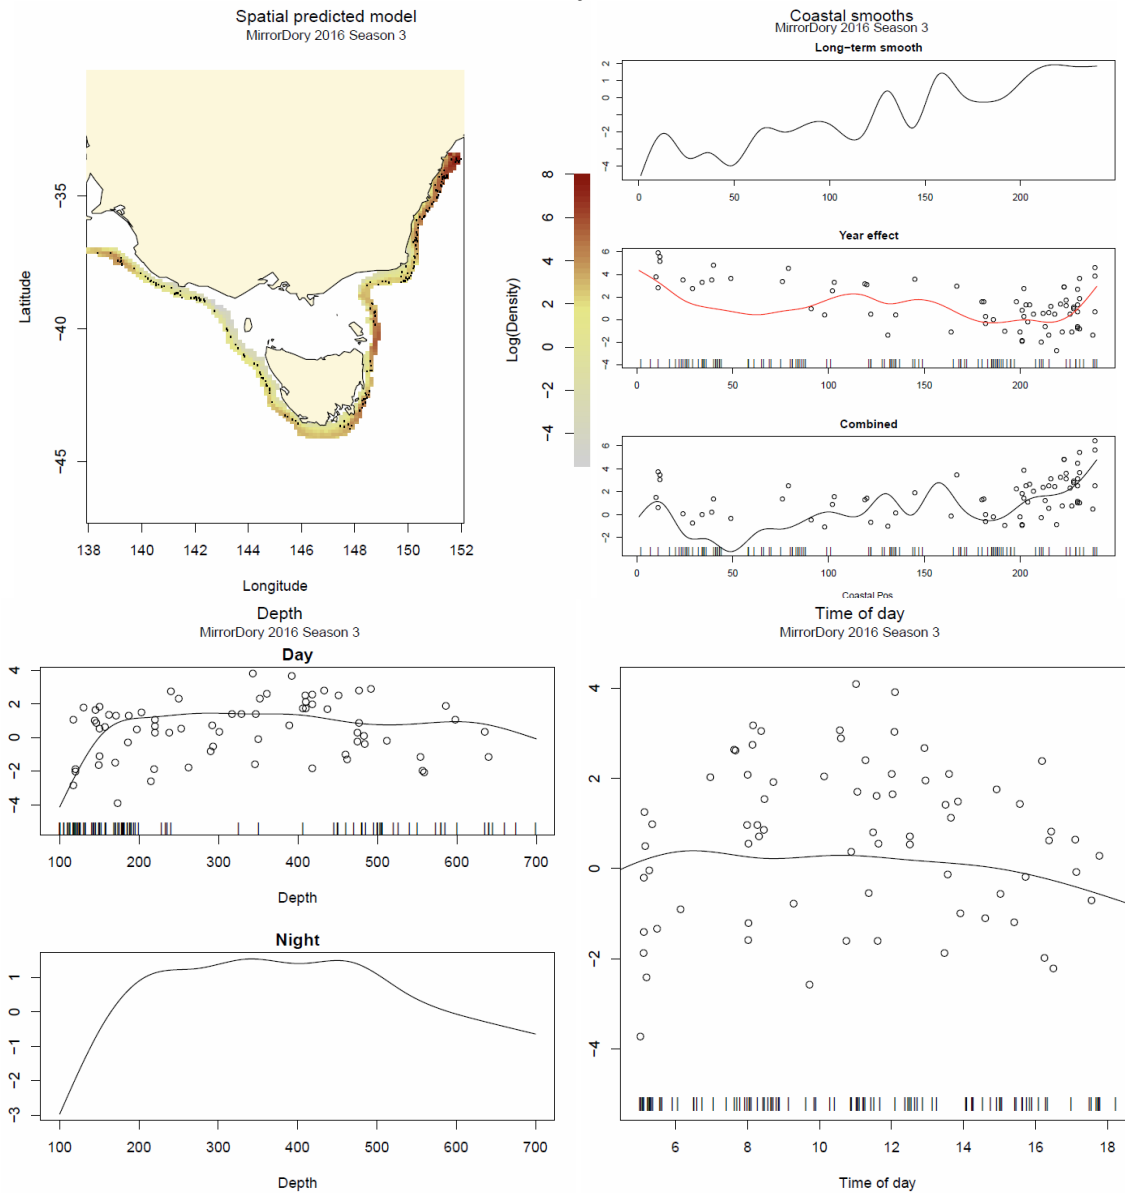 Spatial predicted model
MirrorDory 2016 Season 3
Latitude
-35
-40
-45
138 140 142 144 146 148 150 152
Longitude
Log(Density)
8
6
4
2
0
-2
-4
Coastal smooths
MirrorDory 2016 Season 3
Long-term smooth
2
1
0
-2
-4
0 50 100 150 200
Year effect
6
4
2
0
-2
-4
0 50 100 150 200
Combined
6
4
2
0
-2
0 50 100 150 200
Coastal Pos
Depth
MirrorDory 2016 Season 3
Day
4
2
0
-2
-4
100 200 300 400 500 600 700
Depth
Night
1
0
-1
-2
-3
100 200 300 400 500 600 700
Depth
Time of day
MirrorDory 2016 Season 3
4
2
0
-2
-4
6 8 10 12 14 16 18
Time of day